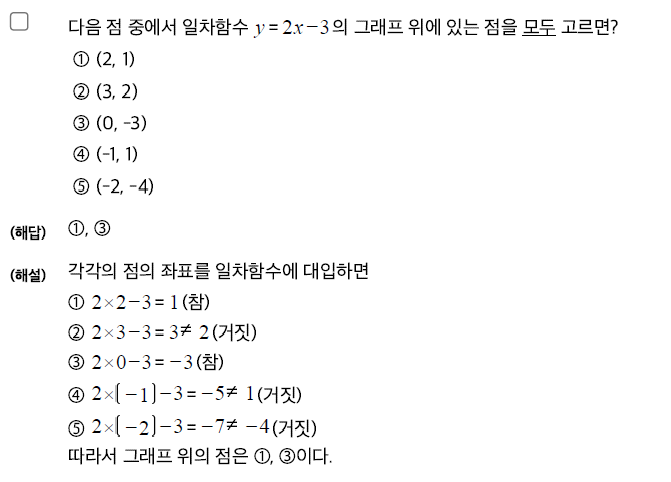 다음 점 중에서 일차함수 y=2x-3의 그래프 위에 있는 점을 모두 고르면?
① (2, 1)
② (3, 2)
③ (0, -3)
④ (-1, 1)
⑤ (-2, -4)
(해답) ①, ③
(해설) 각각의 점의 좌표를 일차함수에 대입하면
① 2×2-3=1(참)
② 2×3-3=3≠ 2(거짓)
③ 2×0-3=-3(참)
④ 2×(-1)-3=-5≠ 1(거짓)
⑤ 2×(-2)-3=-7≠ -4(거짓)
따라서 그래프 위의 점은 ①, ③이다.